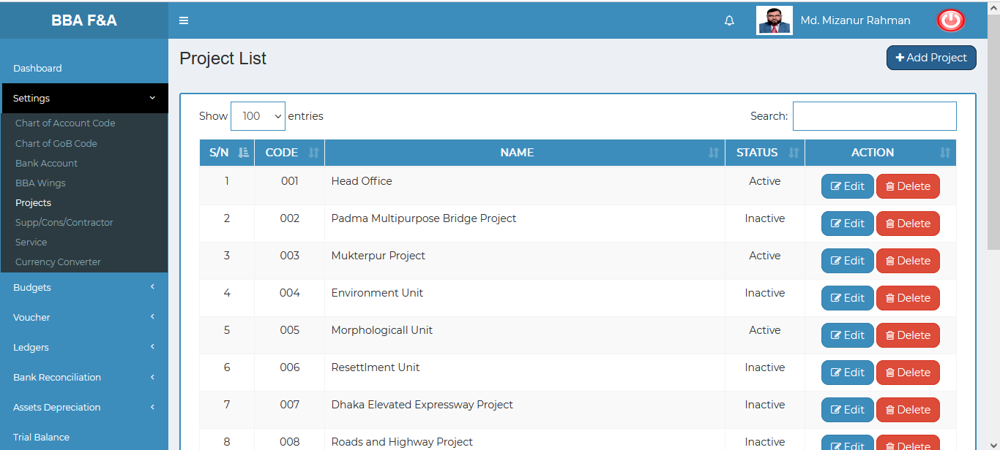 BBA F&A
Md. Mizanur Rahman
Dashboard
Settings
Chart of Account Code
Chart of GoB Code
Bank Account
BBA Wings
Projects
Supp/Cons/Contractor
Service
Currency Converter
Budgets
Voucher
Ledgers
Bank Reconciliation
Assets Depreciation
Trial Balance
Project List
Add Project
Show 100 entries Search:
S/N CODE NAME STATUS ACTION
1 001 Head Office Active Edit Delete
2 002 Padma Multipurpose Bridge Project Inactive Edit Delete
3 003 Mukterpur Project Active Edit Delete
4 004 Environment Unit Inactive Edit Delete
5 005 Morphologicall Unit Active Edit Delete
6 006 Resettlment Unit Inactive Edit Delete
7 007 Dhaka Elevated Expressway Project Inactive Edit Delete
8 008 Roads and Highway Project Inactive Edit Delete